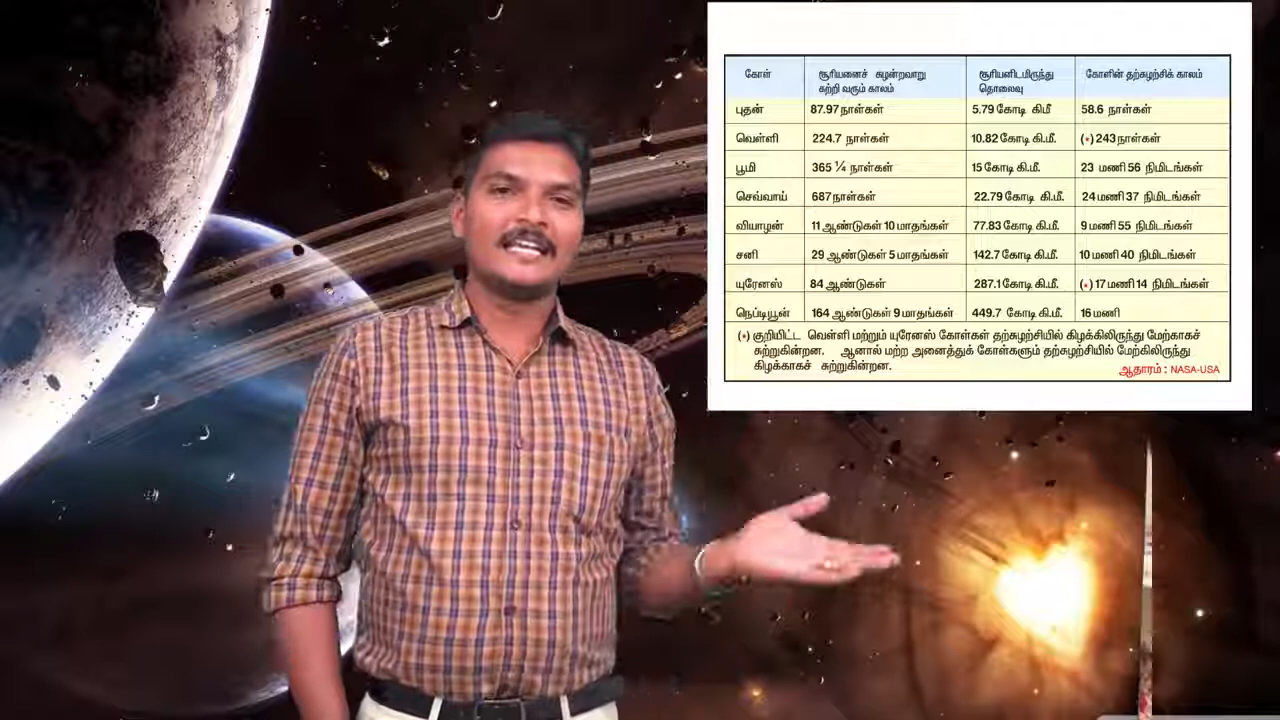 கோள் சூரியனைச் சுழன்றவாறு சுற்றி வரும் காலம் சூரியனிடமிருந்து தொலைவு கோளின் தற்சுழற்சிக் காலம்
புதன் 87.97 நாள்கள் 5.79 கோடி கி.மீ 58.6 நாள்கள்
வெள்ளி 224.7 நாள்கள் 10.82 கோடி கி.மீ. (*) 243 நாள்கள்
பூமி 365 ¼ நாள்கள் 15 கோடி கி.மீ. 23 மணி 56 நிமிடங்கள்
செவ்வாய் 687 நாள்கள் 22.79 கோடி கி.மீ. 24 மணி 37 நிமிடங்கள்
வியாழன் 11 ஆண்டுகள் 10 மாதங்கள் 77.83 கோடி கி.மீ. 9 மணி 55 நிமிடங்கள்
சனி 29 ஆண்டுகள் 5 மாதங்கள் 142.7 கோடி கி.மீ. 10 மணி 40 நிமிடங்கள்
யுரேனஸ் 84 ஆண்டுகள் 287.1 கோடி கி.மீ. (*) 17 மணி 14 நிமிடங்கள்
நெப்டியூன் 164 ஆண்டுகள் 9 மாதங்கள் 449.7 கோடி கி.மீ. 16 மணி
(*) குறியிட்ட வெள்ளி மற்றும் யுரேனஸ் கோள்கள் தற்சுழற்சியில் கிழக்கிலிருந்து மேற்காகச்
சுற்றுகின்றன. ஆனால் மற்ற அனைத்துக் கோள்களும் தற்சுழற்சியில் மேற்கிலிருந்து
கிழக்காகச் சுற்றுகின்றன.
ஆதாரம் : NASA-USA